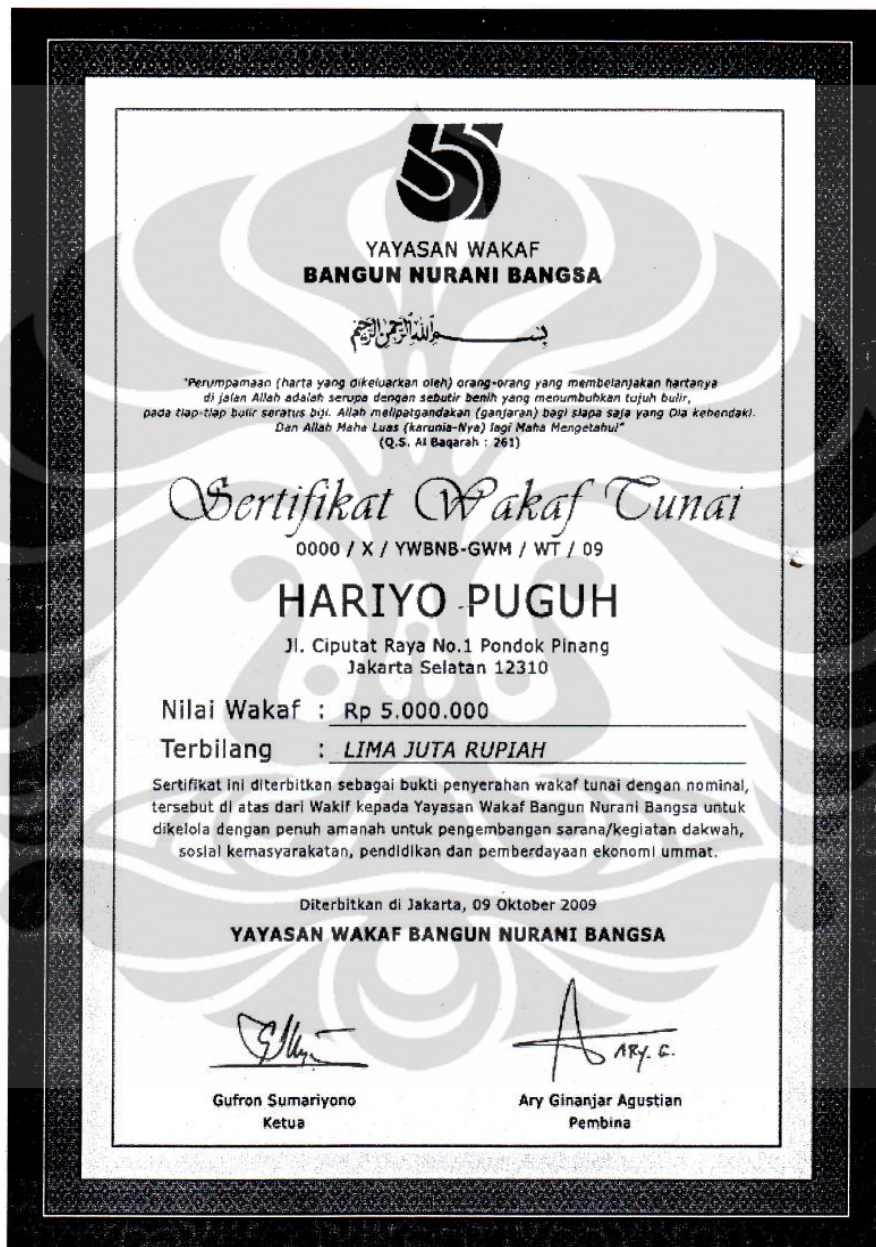 YAYASAN WAKAF
BANGUN NURANI BANGSA
بسم الله الرحمن الرحيم
"Perumpamaan (harta yang dikeluarkan oleh) orang-orang yang membelanjakan hartanya
di jalan Allah adalah serupa dengan sebutir benih yang menumbuhkan tujuh bulir,
pada tiap-tiap bulir seratus biji. Allah melipatgandakan (ganjaran) bagi siapa saja yang Dia kehendaki.
Dan Allah Maha Luas (karunia-Nya) lagi Maha Mengetahui"
(Q.S. Al Baqarah : 261)
Sertifikat Wakaf Tunai
0000 / X / YWBNB-GWM / WT / 09
HARIYO PUGUH
Jl. Ciputat Raya No.1 Pondok Pinang
Jakarta Selatan 12310
Nilai Wakaf : Rp 5.000.000
Terbilang : LIMA JUTA RUPIAH
Sertifikat ini diterbitkan sebagai bukti penyerahan wakaf tunai dengan nominal,
tersebut di atas dari Wakif kepada Yayasan Wakaf Bangun Nurani Bangsa untuk
dikelola dengan penuh amanah untuk pengembangan sarana/kegiatan dakwah,
sosial kemasyarakatan, pendidikan dan pemberdayaan ekonomi ummat.
Diterbitkan di Jakarta, 09 Oktober 2009
YAYASAN WAKAF BANGUN NURANI BANGSA
ARy. G.
Gufron Sumariyono Ary Ginanjar Agustian
Ketua Pembina